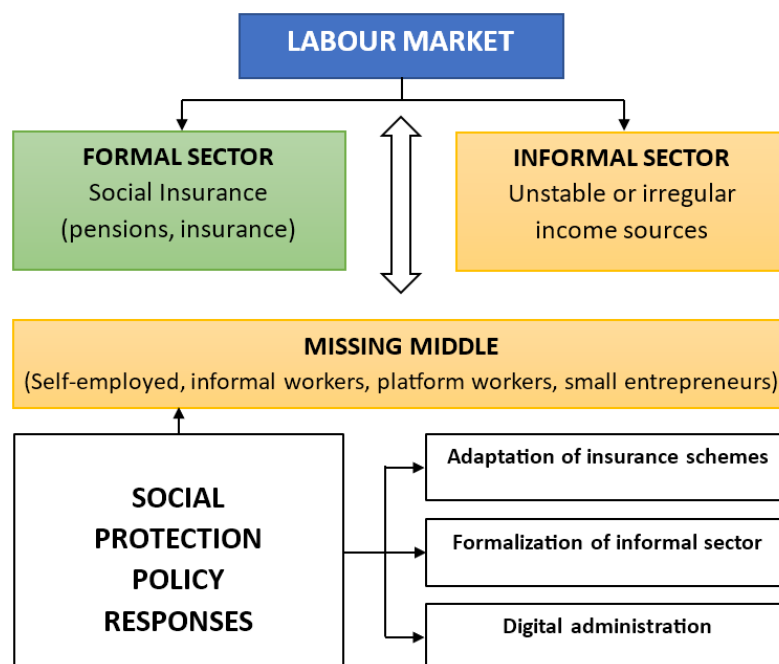 LABOUR MARKET
FORMAL SECTOR
Social Insurance
(pensions, insurance)
INFORMAL SECTOR
Unstable or irregular
income sources
MISSING MIDDLE
(Self-employed, informal workers, platform workers, small entrepreneurs)
SOCIAL
PROTECTION
POLICY
RESPONSES
Adaptation of insurance schemes
Formalization of informal sector
Digital administration